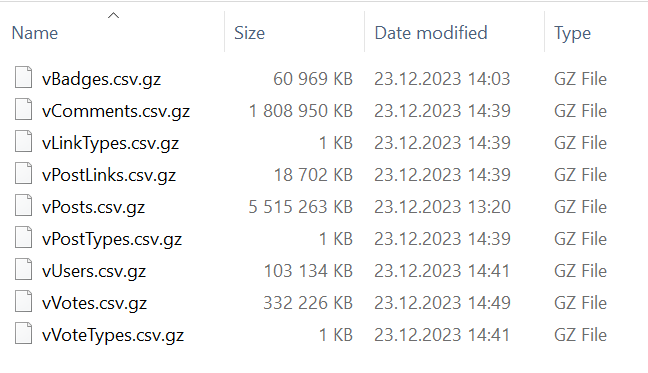 Name Size Date modified Type
vBadges.csv.gz 60 969 KB 23.12.2023 14:03 GZ File
vComments.csv.gz 1 808 950 KB 23.12.2023 14:39 GZ File
vLinkTypes.csv.gz 1 KB 23.12.2023 14:39 GZ File
vPostLinks.csv.gz 18 702 KB 23.12.2023 14:39 GZ File
vPosts.csv.gz 5 515 263 KB 23.12.2023 13:20 GZ File
vPostTypes.csv.gz 1 KB 23.12.2023 14:39 GZ File
vUsers.csv.gz 103 134 KB 23.12.2023 14:41 GZ File
vVotes.csv.gz 332 226 KB 23.12.2023 14:49 GZ File
vVoteTypes.csv.gz 1 KB 23.12.2023 14:41 GZ File